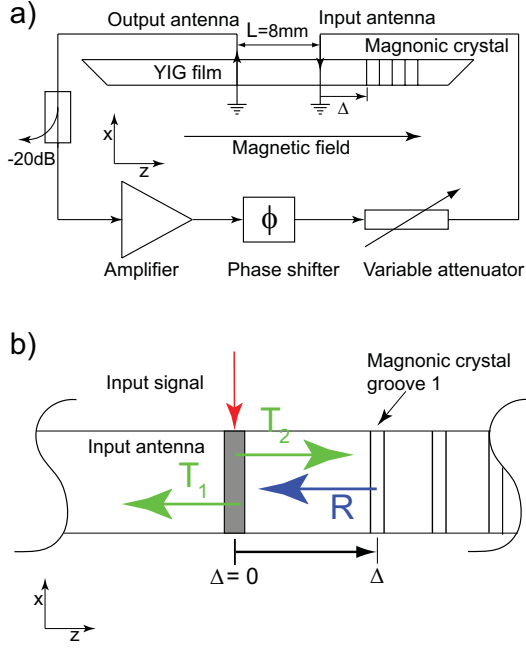 a)
Output antenna
Input antenna
L=8mm
Magnonic crystal
YIG film
Δ
-20dB
x
z
Magnetic field
ϕ
Amplifier
Phase shifter
Variable attenuator
b)
Magnonic crystal
groove 1
Input signal
Input antenna
T2
T1
R
Δ= 0
Δ
x
z